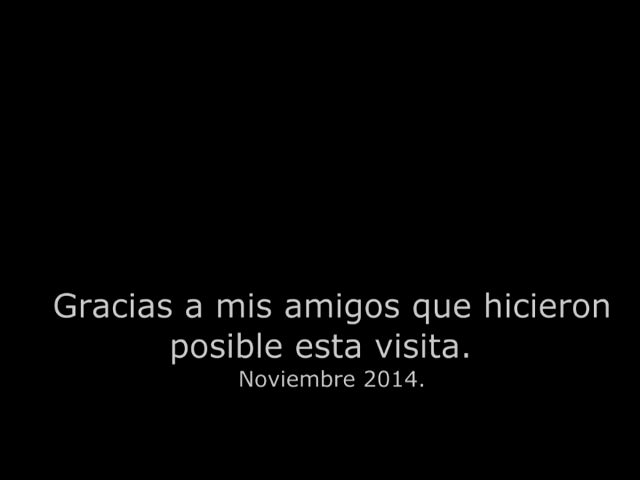 Gracias a mis amigos que hicieron
posible esta visita.
Noviembre 2014.